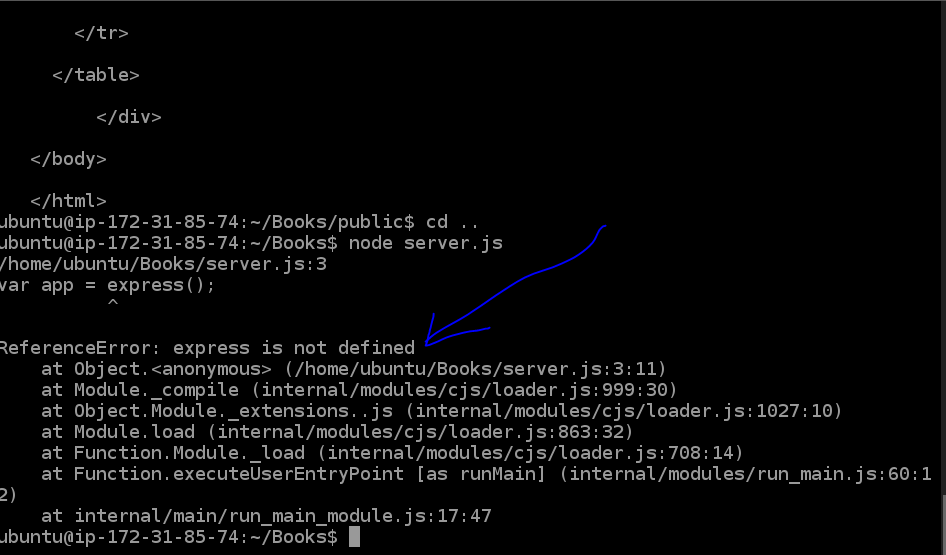 </tr>
</table>
</div>
</body>
</html>
ubuntu@ip-172-31-85-74:~/Books/public$ cd ..
ubuntu@ip-172-31-85-74:~/Books$ node server.js
/home/ubuntu/Books/server.js:3
var app = express();
^
ReferenceError: express is not defined
at Object.<anonymous> (/home/ubuntu/Books/server.js:3:11)
at Module._compile (internal/modules/cjs/loader.js:999:30)
at Object.Module._extensions..js (internal/modules/cjs/loader.js:1027:10)
at Module.load (internal/modules/cjs/loader.js:863:32)
at Function.Module._load (internal/modules/cjs/loader.js:708:14)
at Function.executeUserEntryPoint [as runMain] (internal/modules/run_main.js:60:1
2)
at internal/main/run_main_module.js:17:47
ubuntu@ip-172-31-85-74:~/Books$